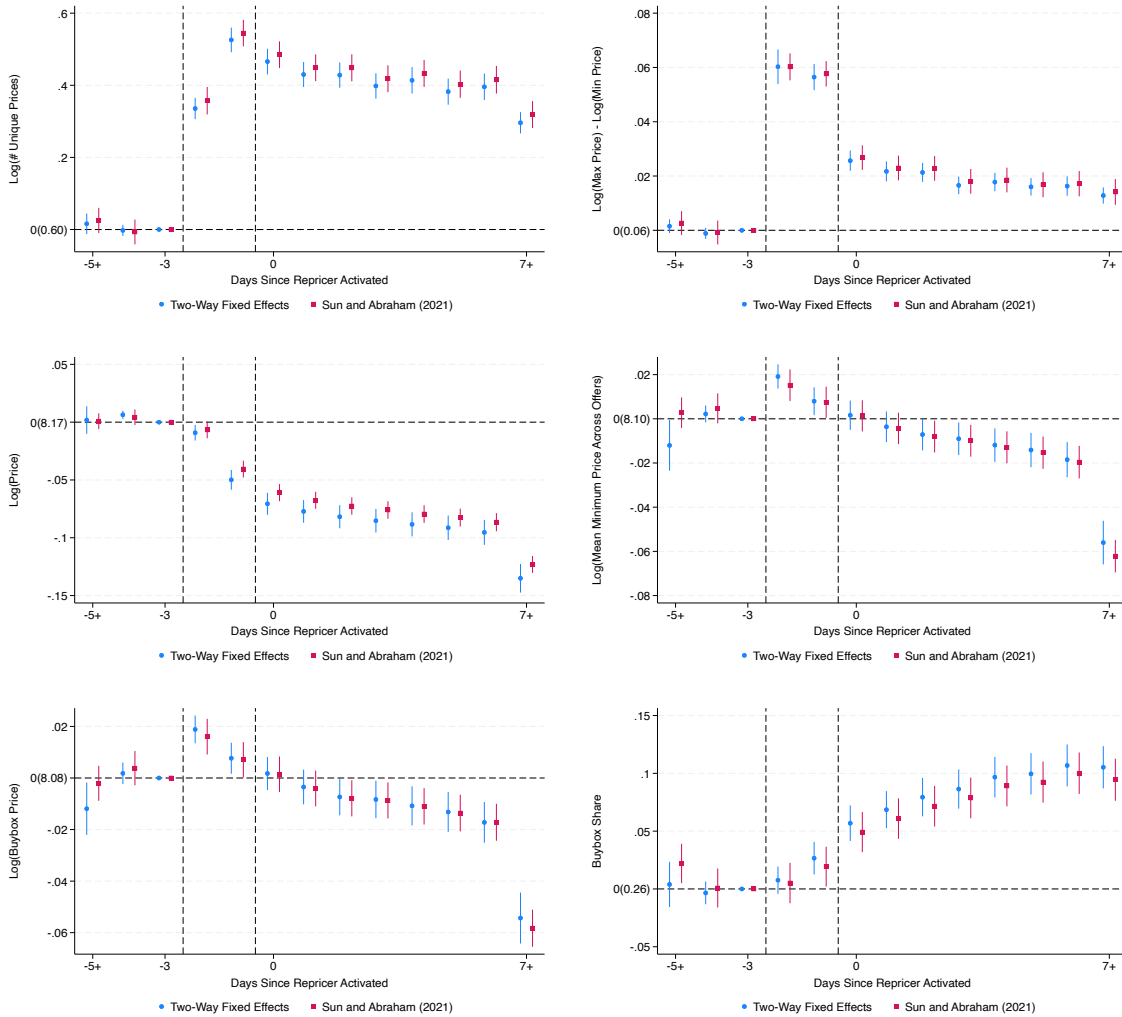 Log(# Unique Prices)
.6
.4
.2
0(0.60)
-5+ -3 0 7+
Days Since Repricer Activated
Two-Way Fixed Effects Sun and Abraham (2021)
Log(Max Price) - Log(Min Price)
.08
.06
.04
.02
0(0.06)
-5+ -3 0 7+
Days Since Repricer Activated
Two-Way Fixed Effects Sun and Abraham (2021)
Log(Price)
.05
0(8.17)
-.05
-.1
-.15
-5+ -3 0 7+
Days Since Repricer Activated
Two-Way Fixed Effects Sun and Abraham (2021)
Log(Mean Minimum Price Across Offers)
.02
0(8.10)
-.02
-.04
-.06
-.08
-5+ -3 0 7+
Days Since Repricer Activated
Two-Way Fixed Effects Sun and Abraham (2021)
Log(Buybox Price)
.02
0(8.08)
-.02
-.04
-.06
-5+ -3 0 7+
Days Since Repricer Activated
Two-Way Fixed Effects Sun and Abraham (2021)
Buybox Share
.15
.1
.05
0(0.26)
-.05
-5+ -3 0 7+
Days Since Repricer Activated
Two-Way Fixed Effects Sun and Abraham (2021)